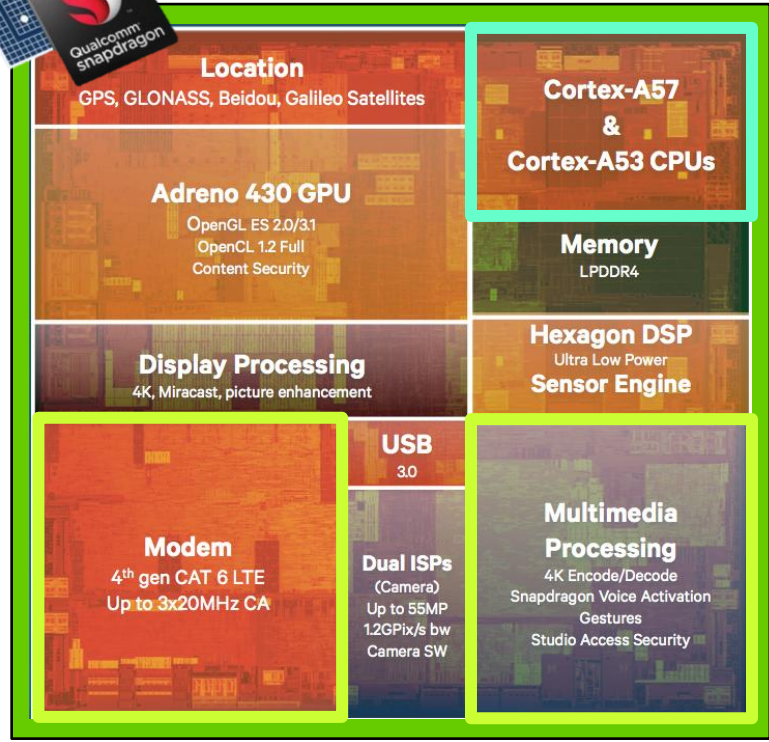 Qualcomm
snapdragon
Location
GPS, GLONASS, Beidou, Galileo Satellites
Cortex-A57
&
Cortex-A53 CPUs
Adreno 430 GPU
OpenGL ES 2.0/3.1
OpenCL 1.2 Full
Content Security
Memory
LPDDR4
Hexagon DSP
Ultra Low Power
Sensor Engine
Display Processing
4K, Miracast, picture enhancement
USB
3.0
Modem
4th gen CAT 6 LTE
Up to 3x20MHz CA
Dual ISPs
(Camera)
Up to 55MP
1.2GPix/s bw
Camera SW
Multimedia
Processing
4K Encode/Decode
Snapdragon Voice Activation
Gestures
Studio Access Security